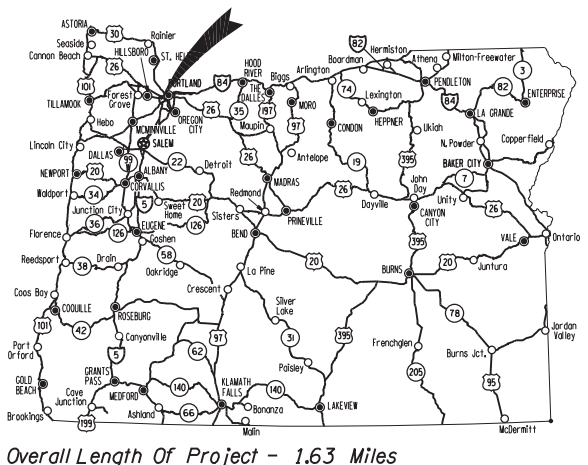 ASTORIA
30
Rainier
Seaside
HILLSBORO
ST. HE
Cannon Beach
26
PORTLAND
84
HOOD
RIVER
THE
DALLES
Biggs
Arlington
82
Boardman
Hermiston
Athena
Milton-Freewater
3
101
Forest
Grove
TILLAMOOK
OREGON
CITY
26
35
197
MORO
74
Lexington
PENDLETON
84
82
ENTERPRISE
Hebo
MCMINNVILLE
Maupin
97
CONDON
HEPPNER
LA GRANDE
SALEM
Ukiah
N. Powder
Copperfield
Lincoln City
DALLAS
99
22
Detroit
26
Antelope
19
395
BAKER CITY
NEWPORT
20
ALBANY
MADRAS
7
CORVALLIS
Waldport
34
5
Sweet
Home
20
Redmond
26
Dayville
John
Day
Unity
26
Junction City
Sisters
PRINEVILLE
CANYON
CITY
36
126
EUGENE
126
Florence
Goshen
BEND
395
VALE
Ontario
Reedsport
38
Drain
58
Oakridge
20
BURNS
20
Juntura
La Pine
Coos Bay
Crescent
COQUILLE
ROSEBURG
Silver
Lake
78
101
42
Canyonville
97
31
395
Jordan
Valley
Port
Orford
5
62
Paisley
Frenchglen
Burns Jct.
GRANTS
PASS
GOLD
BEACH
140
KLAMATH
FALLS
140
205
95
Cave
Junction
MEDFORD
Brookings
199
Ashland
66
Bonanza
LAKEVIEW
Malin
McDermitt
Overall Length Of Project - 1.63 Miles